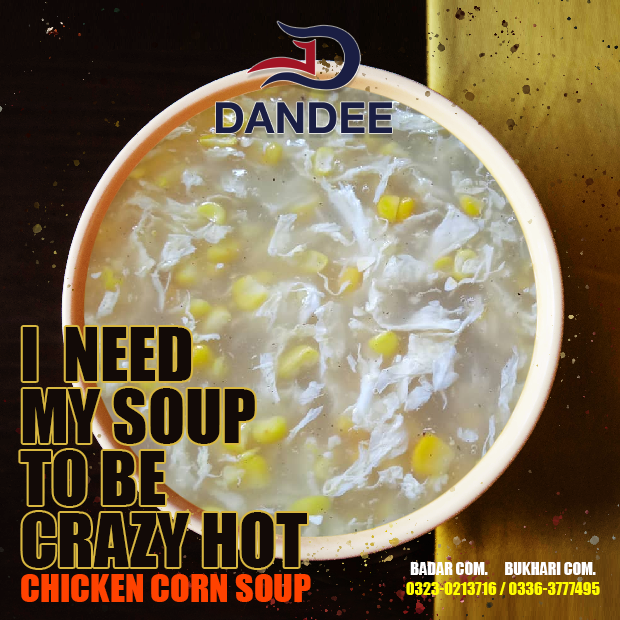 DANDEE
I NEED
MY SOUP
TO BE
CRAZY HOT
CHICKEN CORN SOUP
BADAR COM. BUKHARI COM.
0323-0213716 / 0336-3777495